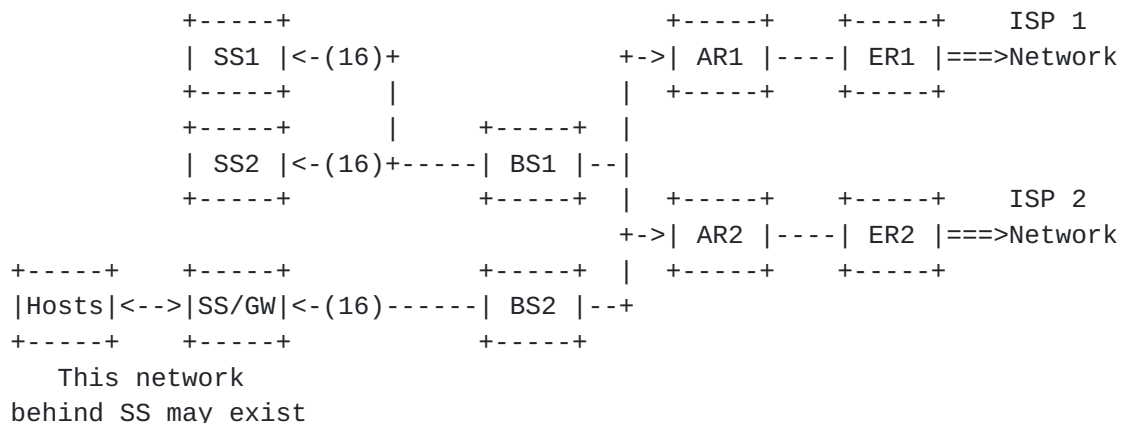 +-----+                        +-----+    +-----+    ISP 1
           | SS1 |<-(16)+              +->| AR1 |----| ER1 |===>Network
           +-----+      |              |  +-----+    +-----+
           +-----+      |     +-----+  |
           | SS2 |<-(16)+-----| BS1 |--|
           +-----+            +-----+  |  +-----+    +-----+    ISP 2
                                       +->| AR2 |----| ER2 |===>Network
+-----+    +-----+            +-----+  |  +-----+    +-----+
|Hosts|<-->|SS/GW|<-(16)------| BS2 |--+
+-----+    +-----+            +-----+
   This network
behind SS may exist